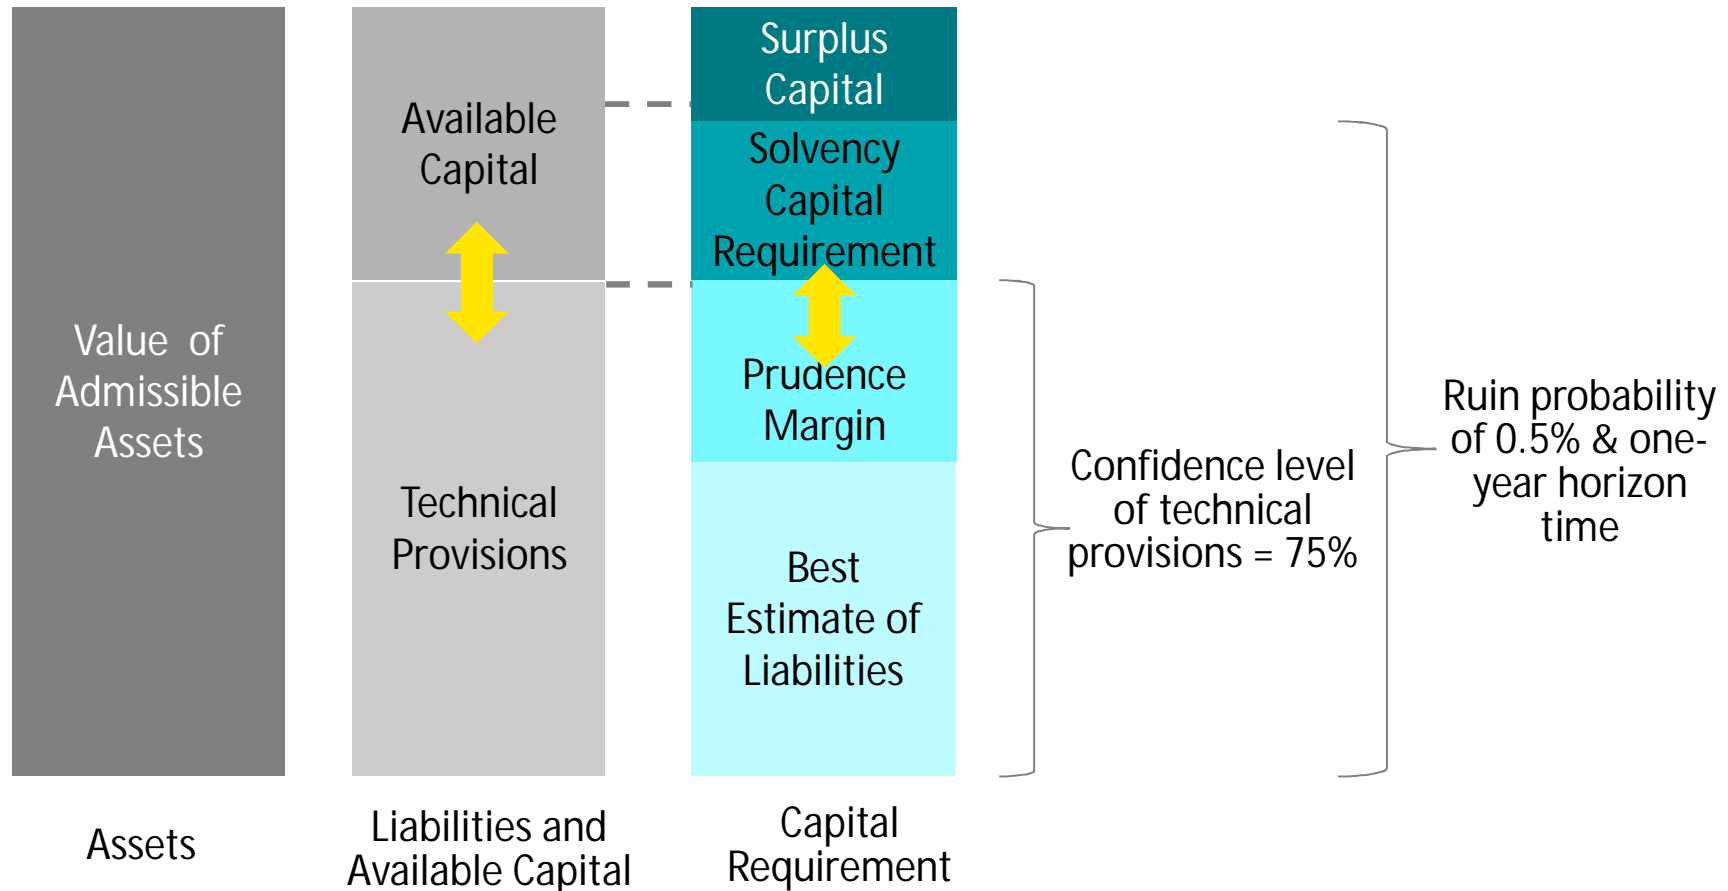 Value of
Admissible
Assets
Assets
Available
Capital
Technical
Provisions
Liabilities and
Available Capital
Surplus
Capital
Solvency
Capital
Requirement
Prudence
Margin
Best
Estimate of
Liabilities
Capital
Requirement
Confidence level
of technical
provisions = 75%
Ruin probability
of 0.5% & one-
year horizon
time